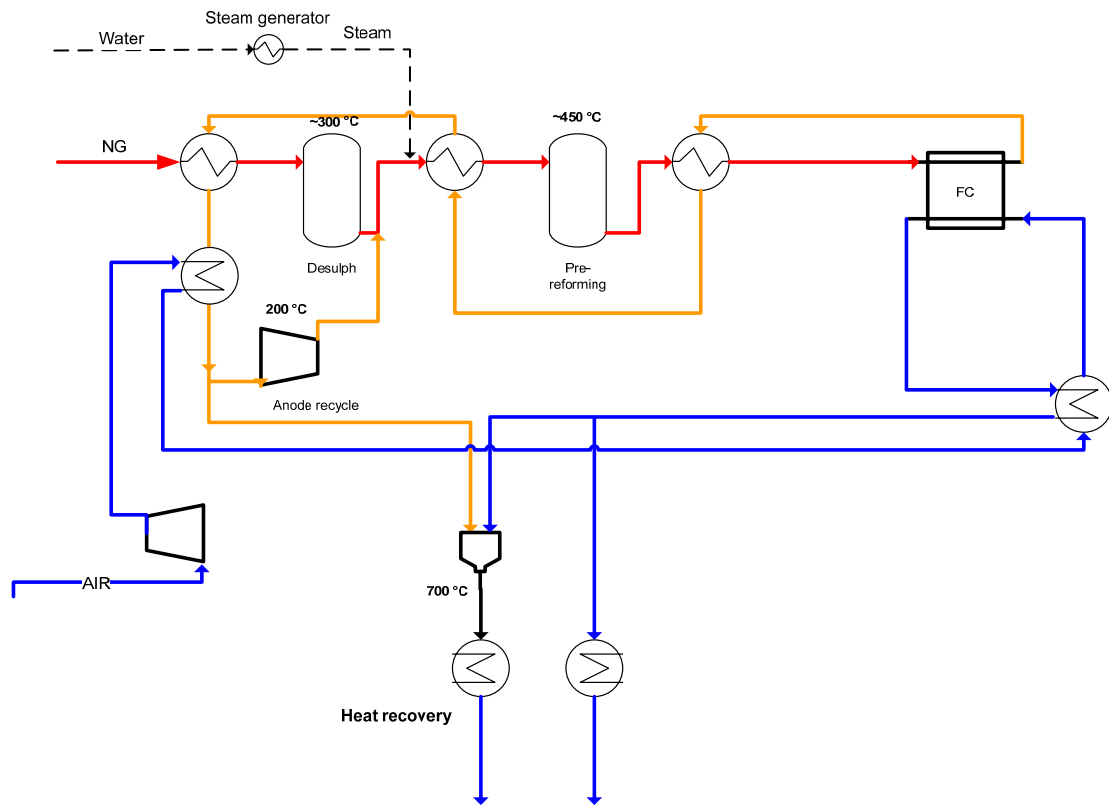 Steam generator
Water
Steam
~300 °C
~450 °C
NG
FC
Desulph
Pre-
reforming
200 °C
Anode recycle
AIR
700 °C
Heat recovery